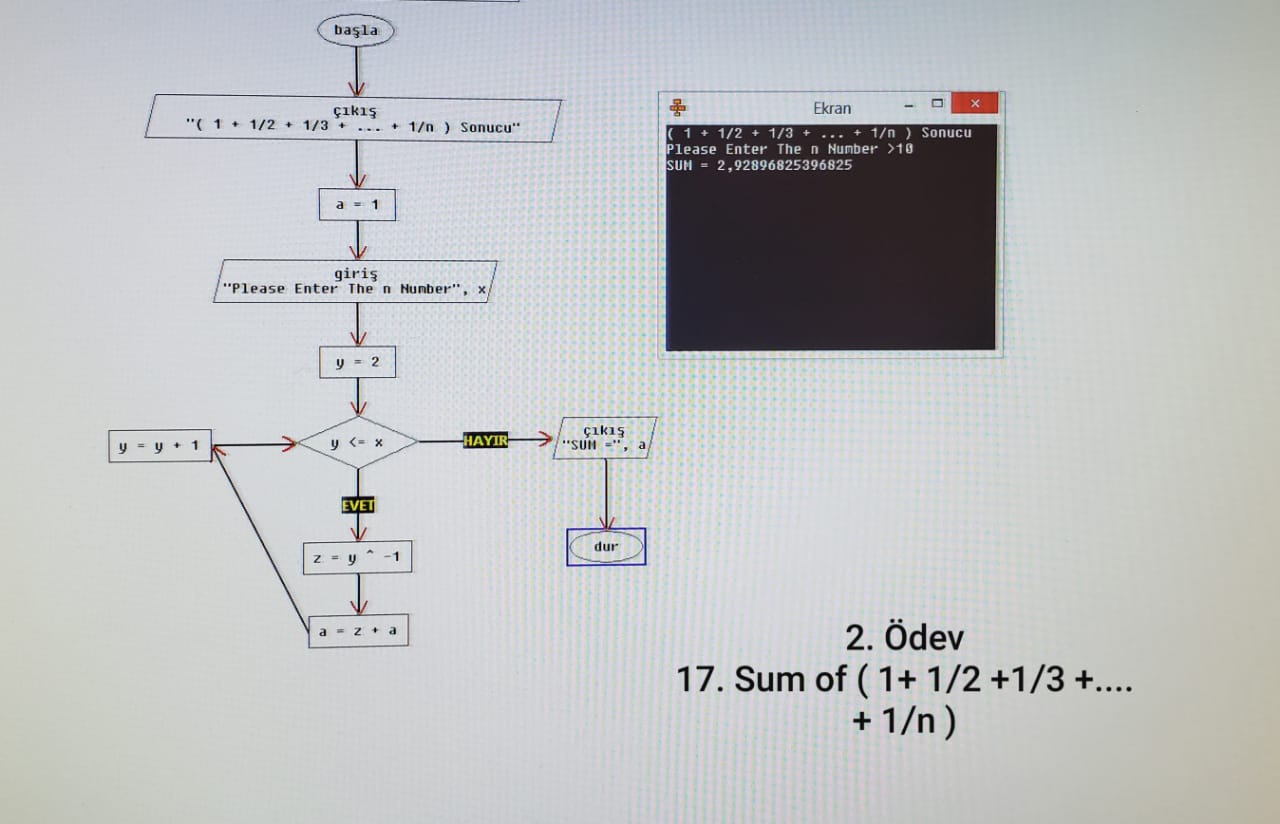 başla
çıkış
"( 1 + 1/2 + 1/3 + ... + 1/n ) Sonucu"
a = 1
giriş
"Please Enter The n Number", x
y = 2
y <= x
HAYIR
EVET
y = y + 1
z = y ^ -1
a = z + a
çıkış
"SUM =", a
dur
Ekran
( 1 + 1/2 + 1/3 + ... + 1/n ) Sonucu
Please Enter The n Number >10
SUM = 2,92896825396825
2. Ödev
17. Sum of ( 1+ 1/2 +1/3 +....
+ 1/n )